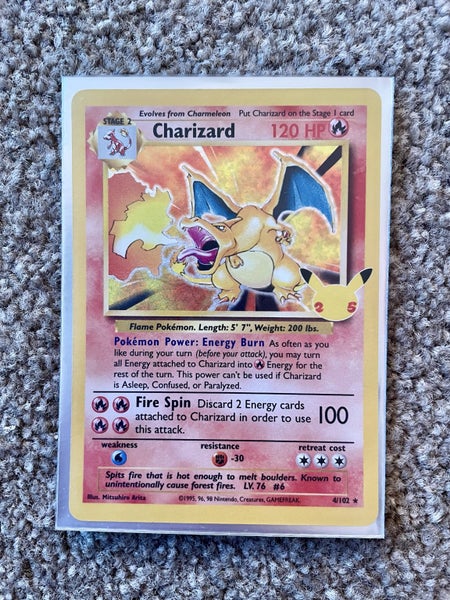 Evolves from Charmeleon Put Charizard on the Stage 1 card
STAGE 2
Charizard 120 HP
25
Flame Pokémon. Length: 5' 7", Weight: 200 lbs.
Pokémon Power: Energy Burn As often as you
like during your turn (before your attack), you may turn
all Energy attached to Charizard into Energy for
the rest of the turn. This power can't be used if Charizard
is Asleep, Confused, or Paralyzed.
Fire Spin Discard 2 Energy cards
attached to Charizard in order to use 100
this attack.
weakness resistance retreat cost
-30
Spits fire that is hot enough to melt boulders. Known to
unintentionally cause forest fires. LV. 76 #6
Illus. Mitsuhiro Arita ©1995, 96, 98 Nintendo, Creatures, GAMEFREAK. 4/102 ★